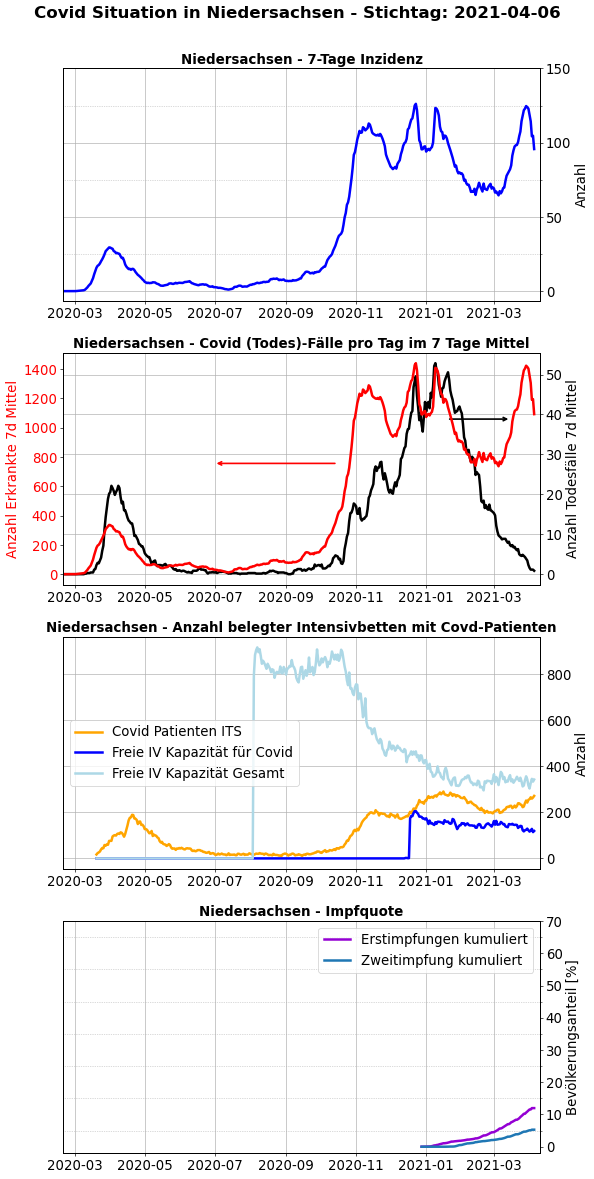 Covid Situation in Niedersachsen - Stichtag: 2021-04-06
Niedersachsen - 7-Tage Inzidenz
150
100
50
0
Anzahl
2020-03 2020-05 2020-07 2020-09 2020-11 2021-01 2021-03
Niedersachsen - Covid (Todes)-Fälle pro Tag im 7 Tage Mittel
Anzahl Erkrankte 7d Mittel
1400
1200
1000
800
600
400
200
0
50
40
30
20
10
0
Anzahl Todesfälle 7d Mittel
2020-03 2020-05 2020-07 2020-09 2020-11 2021-01 2021-03
Niedersachsen - Anzahl belegter Intensivbetten mit Covd-Patienten
Covid Patienten ITS
Freie IV Kapazität für Covid
Freie IV Kapazität Gesamt
800
600
400
200
0
Anzahl
2020-03 2020-05 2020-07 2020-09 2020-11 2021-01 2021-03
Niedersachsen - Impfquote
Erstimpfungen kumuliert
Zweitimpfung kumuliert
70
60
50
40
30
20
10
0
Bevölkerungsanteil [%]
2020-03 2020-05 2020-07 2020-09 2020-11 2021-01 2021-03